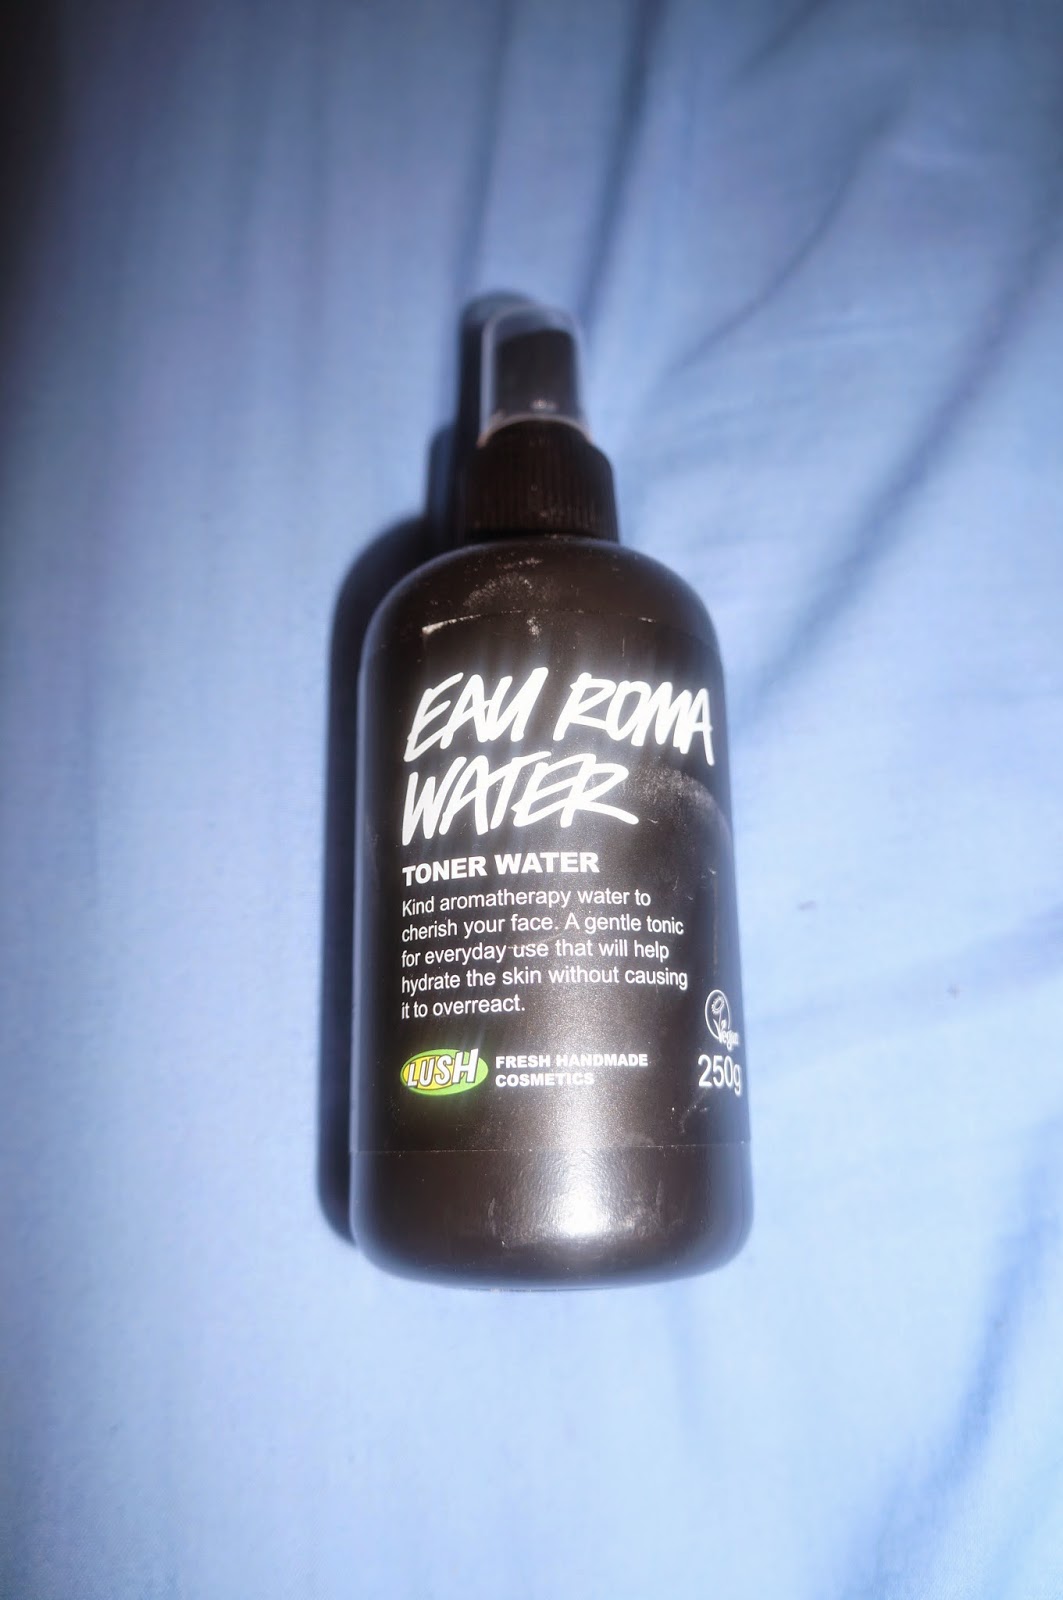 EAU ROMA
WATER
TONER WATER
Kind aromatherapy water to
cherish your face. A gentle tonic
for everyday use that will help
hydrate the skin without causing
it to overreact.
Vegan
LUSH FRESH HANDMADE
COSMETICS
250g